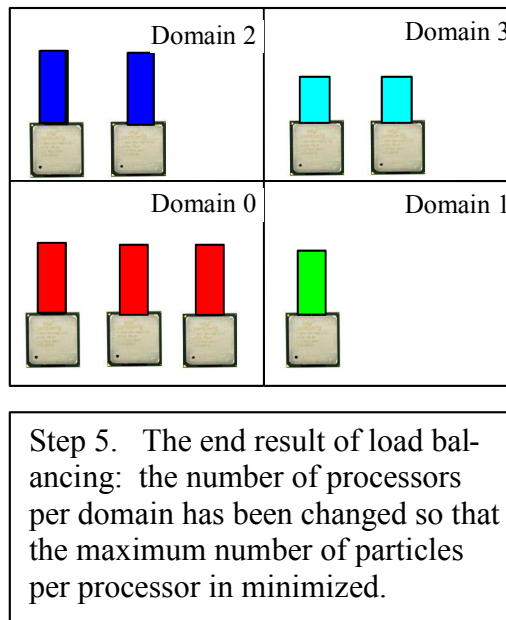 Domain 2
Domain 3
Domain 0
Domain 1
Step 5. The end result of load bal-
ancing: the number of processors
per domain has been changed so that
the maximum number of particles
per processor in minimized.